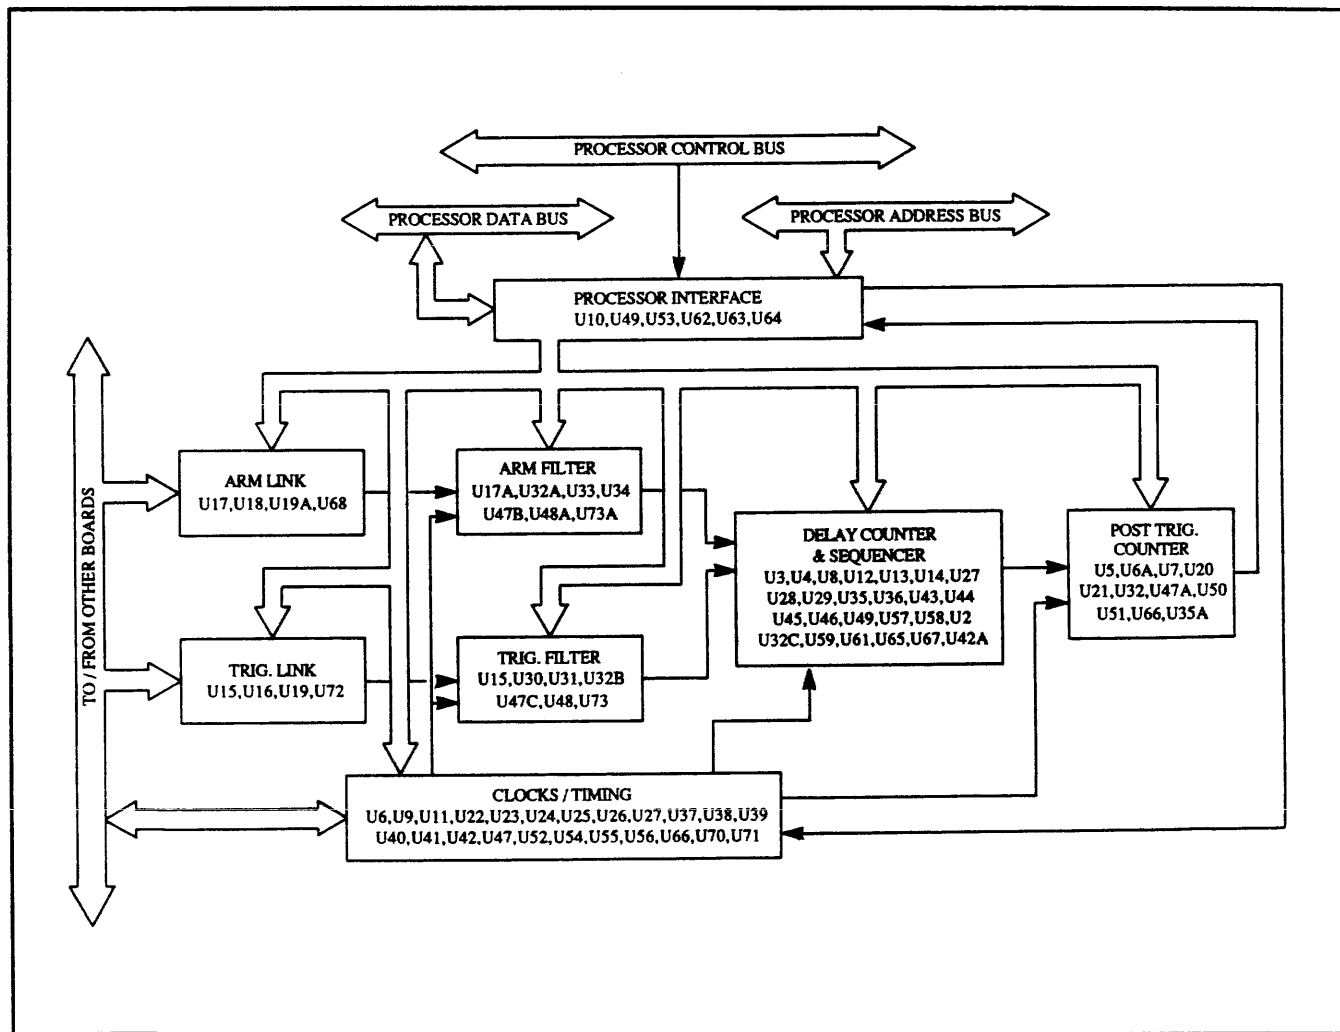 PROCESSOR CONTROL BUS
PROCESSOR DATA BUS
PROCESSOR ADDRESS BUS
PROCESSOR INTERFACE
U10,U49,U53,U62,U63,U64
TO / FROM OTHER BOARDS
ARM LINK
U17,U18,U19A,U68
ARM FILTER
U17A,U32A,U33,U34
U47B,U48A,U73A
DELAY COUNTER
& SEQUENCER
U3,U4,U8,U12,U13,U14,U27
U28,U29,U35,U36,U43,U44
U45,U46,U49,U57,U58,U2
U32C,U59,U61,U65,U67,U42A
POST TRIG.
COUNTER
U5,U6A,U7,U20
U21,U32,U47A,U50
U51,U66,U35A
TRIG. LINK
U15,U16,U19,U72
TRIG. FILTER
U15,U30,U31,U32B
U47C,U48,U73
CLOCKS / TIMING
U6,U9,U11,U22,U23,U24,U25,U26,U27,U37,U38,U39
U40,U41,U42,U47,U52,U54,U55,U56,U66,U70,U71